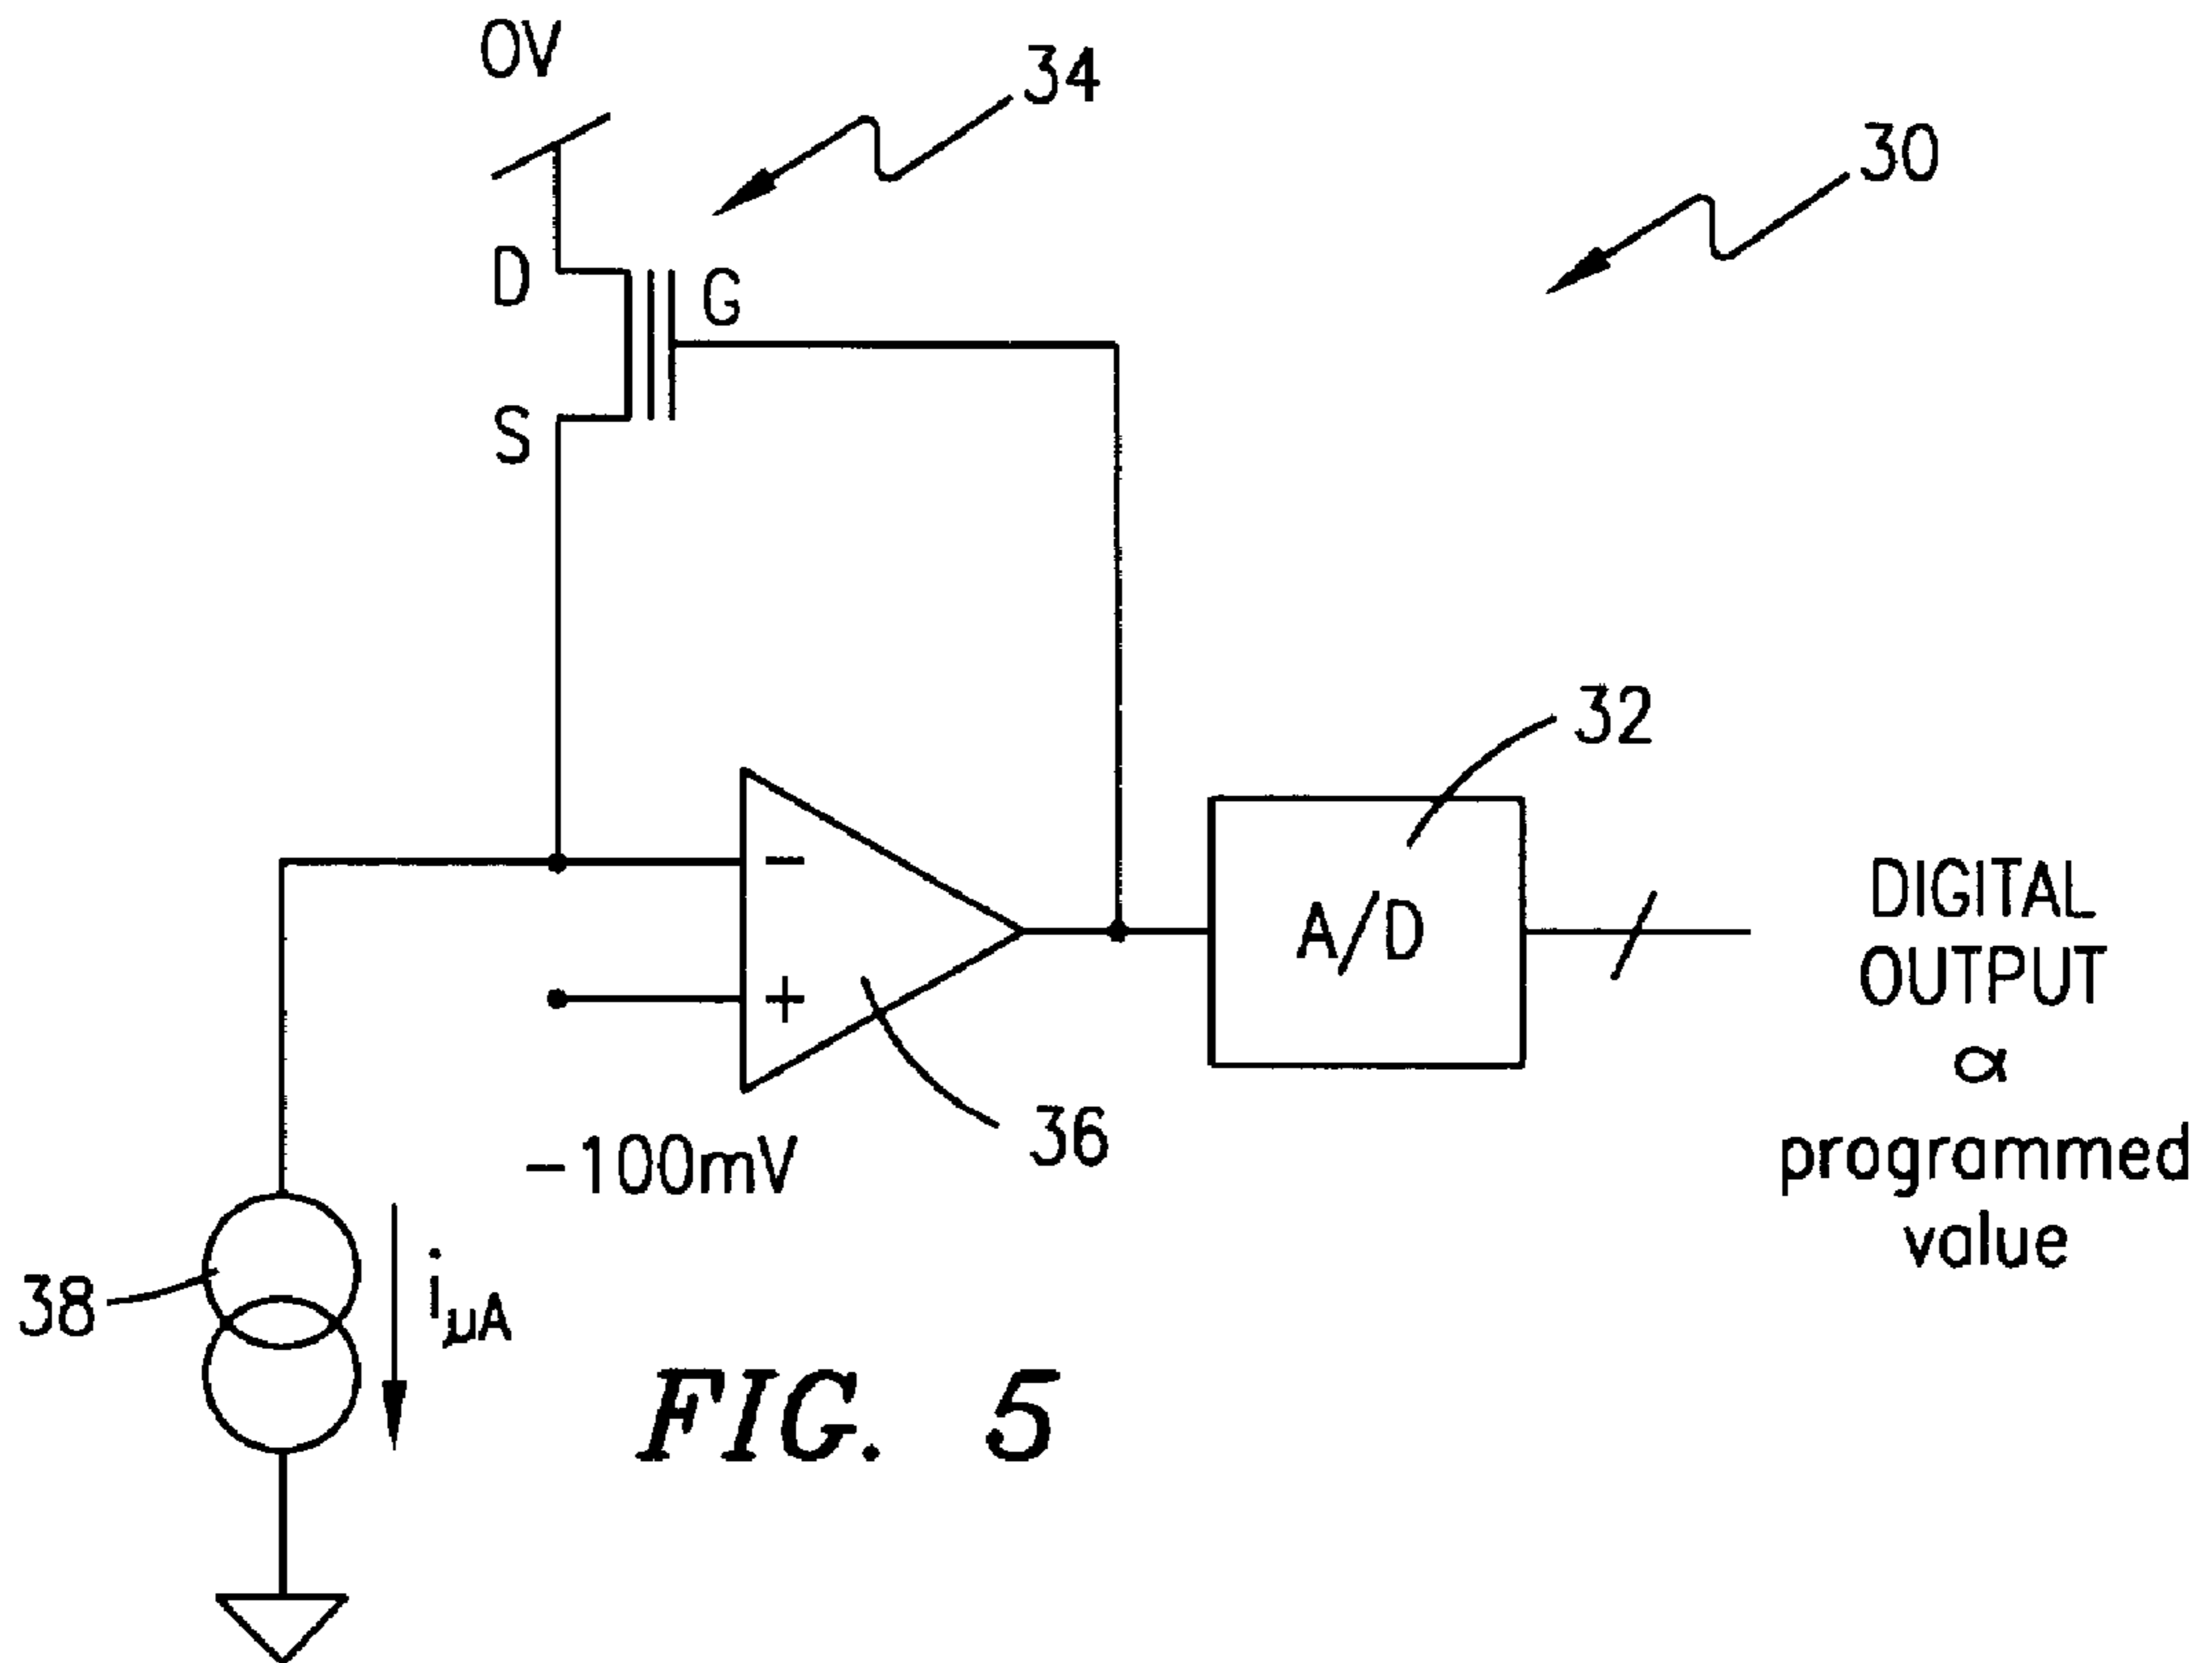 0V
34
30
D
G
S
32
−
+
A/D
DIGITAL
OUTPUT
α
programmed
value
36
−100mV
38
iμA
FIG. 5